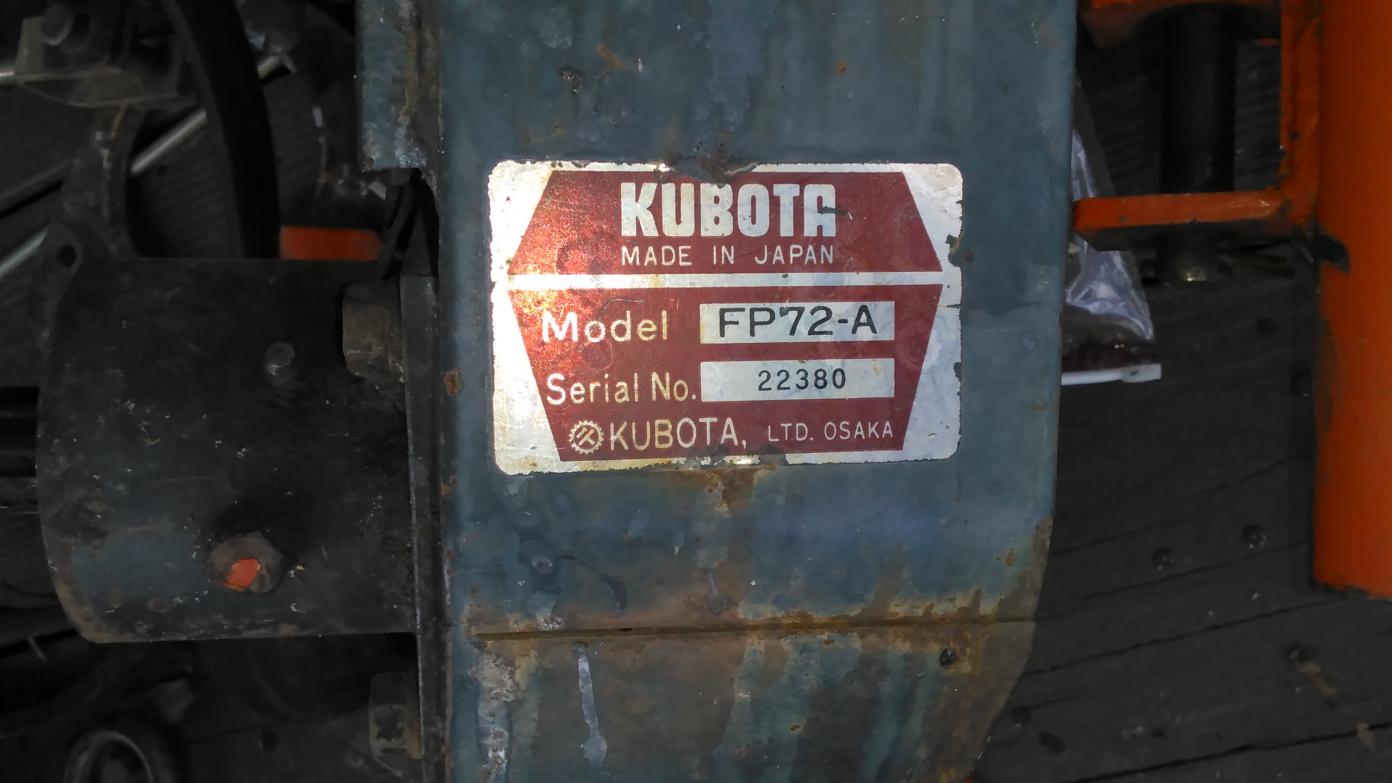 KUBOTA
MADE IN JAPAN
Model FP72-A
Serial No. 22380
KUBOTA, LTD. OSAKA